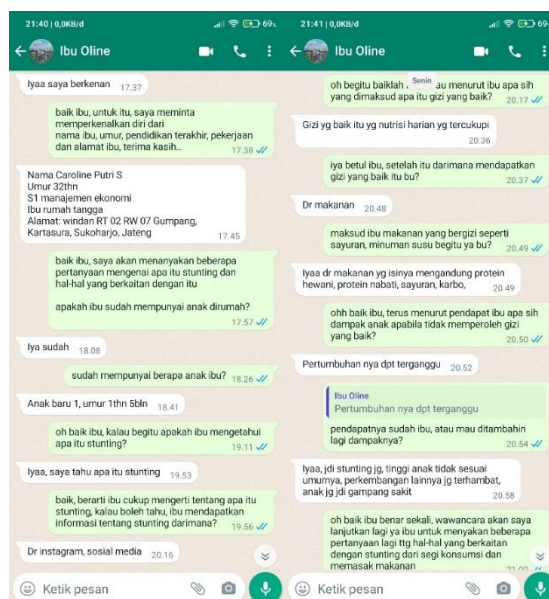 21:40 | 0,0KB/d
69%
Ibu Oline
Iyaa saya berkenan 17.37
baik ibu, untuk itu, saya meminta
memperkenalkan diri dari
nama ibu, umur, pendidikan terakhir, pekerjaan
dan alamat ibu, terima kasih.. 17.38
Nama Caroline Putri S
Umur 32thn
S1 manajemen ekonomi
Ibu rumah tangga
Alamat: windan RT 02 RW 07 Gumpang,
Kartasura, Sukoharjo, Jateng 17.45
baik ibu, saya akan menanyakan beberapa
pertanyaan mengenai apa itu stunting dan
hal-hal yang berkaitan dengan itu
apakah ibu sudah mempunyai anak dirumah?
17.57
Iya sudah 18.08
sudah mempunyai berapa anak ibu? 18.26
Anak baru 1, umur 1thn 5bln 18.41
oh baik ibu, kalau begitu apakah ibu mengetahui
apa itu stunting? 19.11
Iyaa, saya tahu apa itu stunting 19.53
baik, berarti ibu cukup mengerti tentang apa itu
stunting, kalau boleh tahu, ibu mendapatkan
informasi tentang stunting darimana? 19.56
Dr instagram, sosial media 20.16
Ketik pesan
21:41 | 0,0KB/d
Ibu Oline
Senin
oh begitu baiklah au menurut ibu apa sih
yang dimaksud apa itu gizi yang baik? 20.17
Gizi yg baik itu yg nutrisi harian yg tercukupi
20.36
iya betul ibu, setelah itu darimana mendapatkan
gizi yang baik itu bu? 20.37
Dr makanan 20.48
maksud ibu makanan yang bergizi seperti
sayuran, minuman susu begitu ya bu? 20.49
Iyaa dr makanan yg isinya mengandung protein
hewani, protein nabati, sayuran, karbo, 20.49
ohh baik ibu, terus menurut pendapat ibu apa sih
dampak anak apabila tidak memperoleh gizi
yang baik? 20.50
Pertumbuhan nya dpt terganggu 20.52
Ibu Oline
Pertumbuhan nya dpt terganggu
pendapatnya sudah ibu, atau mau ditambahin
lagi dampaknya? 20.54
Iyaa, jdi stunting jg, tinggi anak tidak sesuai
umurnya, perkembangan lainnya jg terhambat,
anak jg jdi gampang sakit 20.58
oh baik ibu benar sekali, wawancara akan saya
lanjutkan lagi ya ibu untuk menyakan beberapa
pertanyaan lagi ttg hal-hal yang berkaitan
dengan stunting dari segi konsumsi dan
memasak makanan 21.00
Ketik pesan